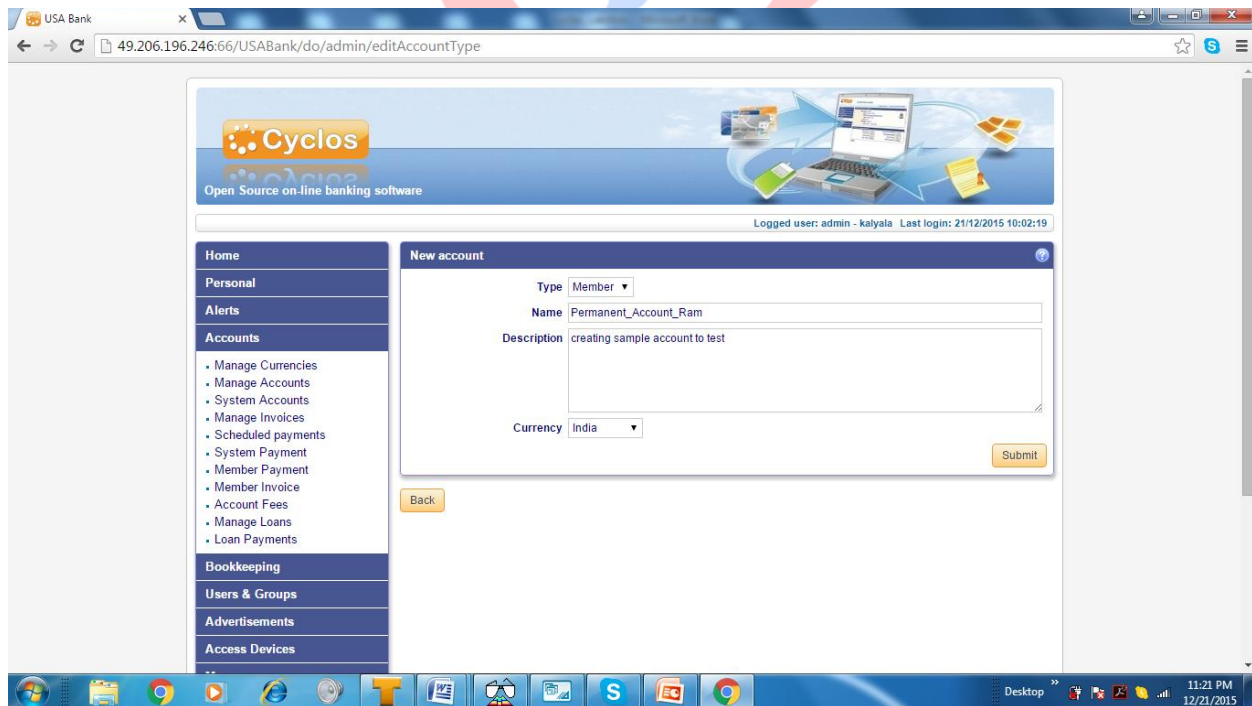 USA Bank
49.206.196.246:66/USABank/do/admin/editAccountType
Cyclos
Open Source on-line banking software
Logged user: admin - kalyala Last login: 21/12/2015 10:02:19
Home
Personal
Alerts
Accounts
Manage Currencies
Manage Accounts
System Accounts
Manage Invoices
Scheduled payments
System Payment
Member Payment
Member Invoice
Account Fees
Manage Loans
Loan Payments
Bookkeeping
Users & Groups
Advertisements
Access Devices
New account
Type Member
Name Permanent_Account_Ram
Description creating sample account to test
Currency India
Submit
Back
Desktop
11:21 PM
12/21/2015